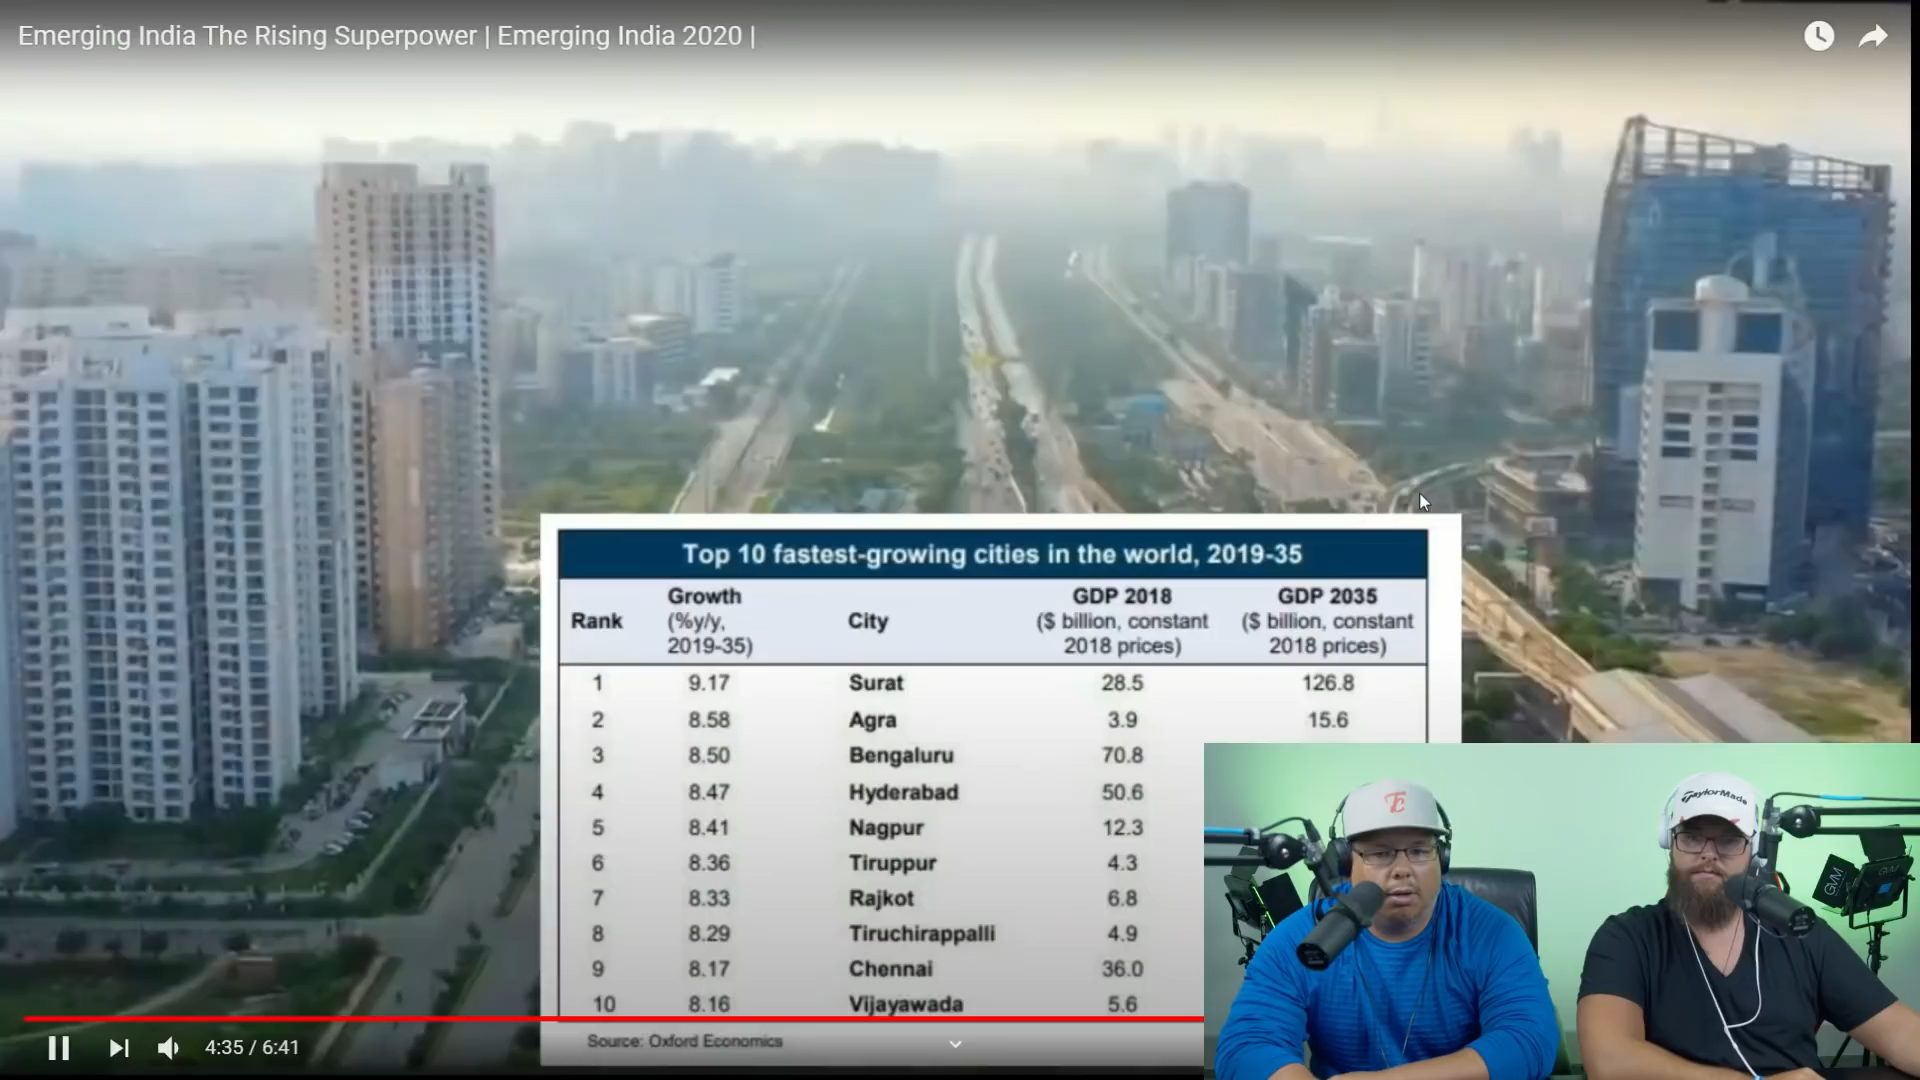 Emerging India The Rising Superpower | Emerging India 2020 |
Top 10 fastest-growing cities in the world, 2019-35
Rank Growth (%y/y, 2019-35) City GDP 2018 ($ billion, constant 2018 prices) GDP 2035 ($ billion, constant 2018 prices)
1 9.17 Surat 28.5 126.8
2 8.58 Agra 3.9 15.6
3 8.50 Bengaluru 70.8
4 8.47 Hyderabad 50.6
5 8.41 Nagpur 12.3
6 8.36 Tiruppur 4.3
7 8.33 Rajkot 6.8
8 8.29 Tiruchirappalli 4.9
9 8.17 Chennai 36.0
10 8.16 Vijayawada 5.6
Source: Oxford Economics
4:35 / 6:41
TaylorMade
GVM